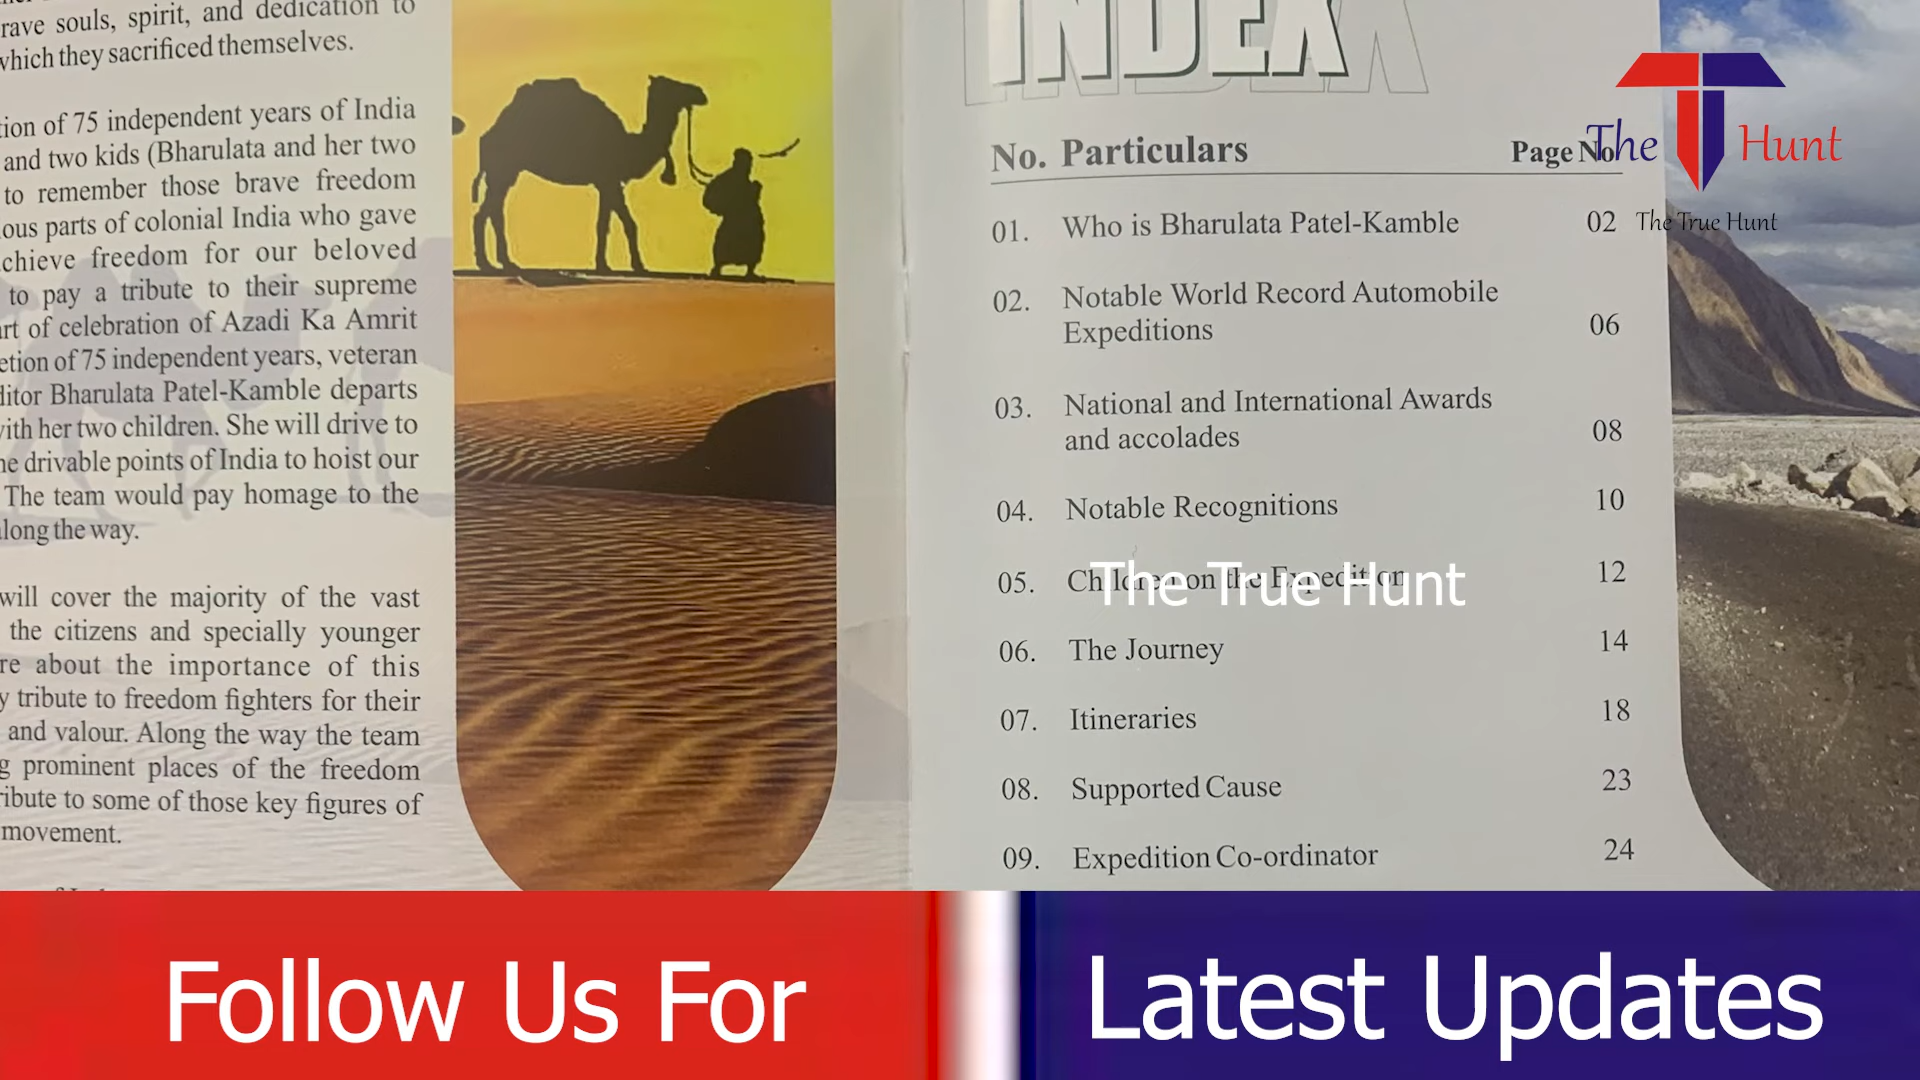 rave souls, spirit, and dedication to
which they sacrificed themselves.
tion of 75 independent years of India
and two kids (Bharulata and her two
to remember those brave freedom
ous parts of colonial India who gave
chieve freedom for our beloved
to pay a tribute to their supreme
rt of celebration of Azadi Ka Amrit
etion of 75 independent years, veteran
ditor Bharulata Patel-Kamble departs
with her two children. She will drive to
ne drivable points of India to hoist our
The team would pay homage to the
along the way.
will cover the majority of the vast
the citizens and specially younger
re about the importance of this
y tribute to freedom fighters for their
and valour. Along the way the team
g prominent places of the freedom
ribute to some of those key figures of
movement.
INDEX
No. Particulars Page No
01. Who is Bharulata Patel-Kamble 02
02. Notable World Record Automobile
Expeditions 06
03. National and International Awards
and accolades 08
04. Notable Recognitions 10
05. Children on the Expedition 12
06. The Journey 14
07. Itineraries 18
08. Supported Cause 23
09. Expedition Co-ordinator 24
The Hunt
The True Hunt
The True Hunt
Follow Us For
Latest Updates